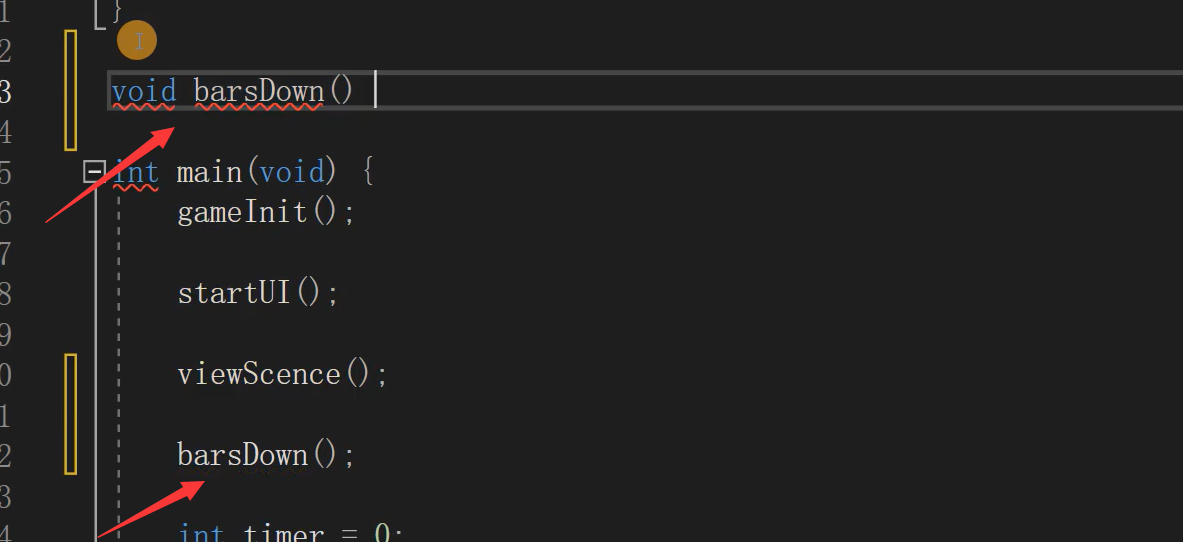 1 }
2
3 void barsDown()
4
5 int main(void) {
6 gameInit();
7
8 startUI();
9
0 viewScence();
1
2 barsDown();
3
4 int timer = 0;